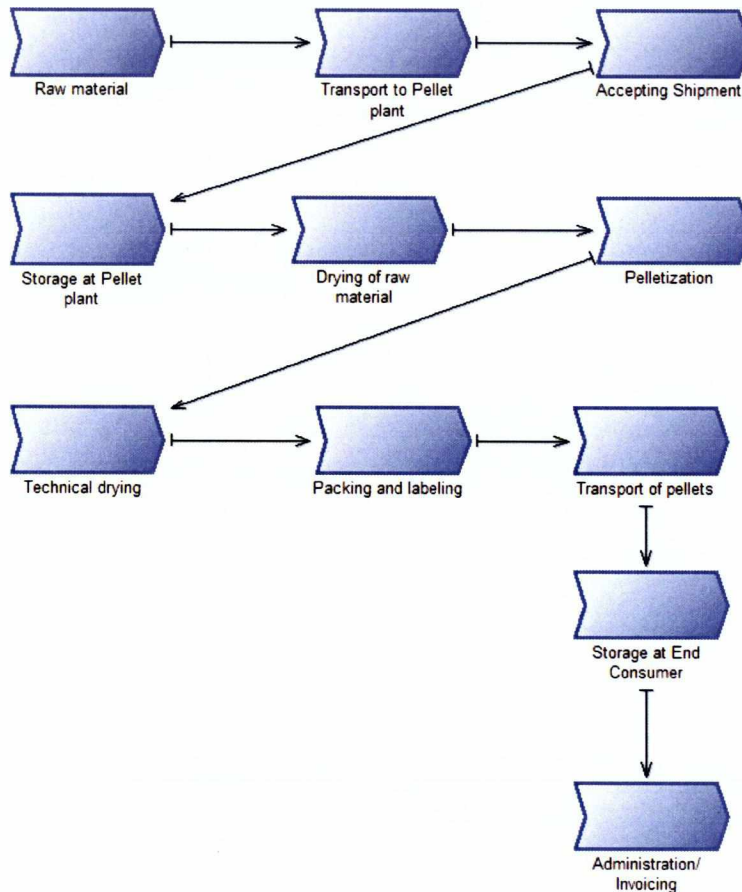 Raw material
Transport to Pellet
plant
Accepting Shipment
Storage at Pellet
plant
Drying of raw
material
Pelletization
Technical drying
Packing and labeling
Transport of pellets
Storage at End
Consumer
Administration/
Invoicing